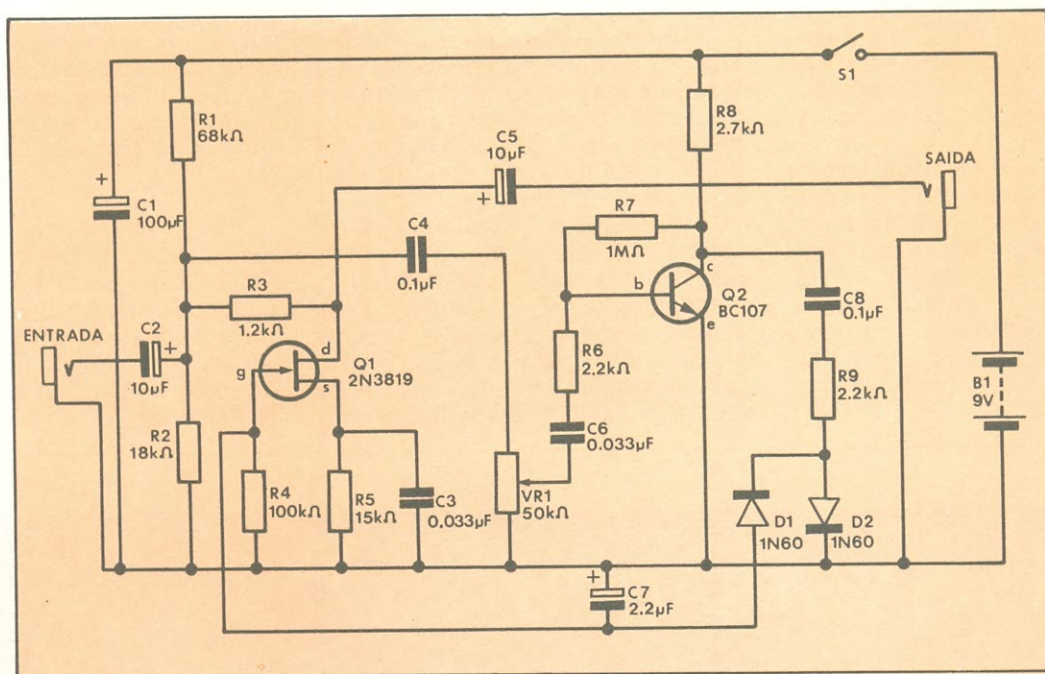 S1
R1
68kΩ
R8
2.7kΩ
C5
10µF
+
SAIDA
+
C1
100µF
R7
1MΩ
C4
0.1µF
c
b
Q2
BC107
e
C8
0.1µF
R3
1.2kΩ
ENTRADA
C2
+
10µF
d
g
Q1
2N3819
s
R6
2,2kΩ
R9
2.2kΩ
B1
9V
R2
18kΩ
C6
0.033µF
R4
100kΩ
R5
15kΩ
C3
0.033µF
VR1
50kΩ
D1
1N60
D2
1N60
+
C7
2.2µF